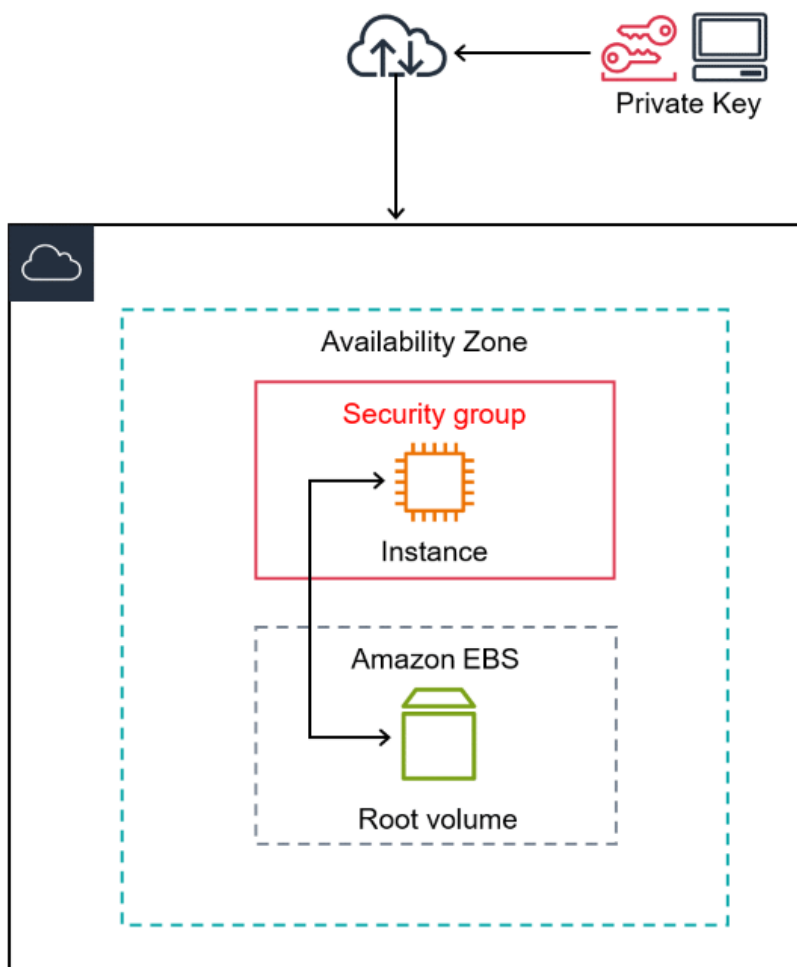 Private Key
Availability Zone
Security group
Instance
Amazon EBS
Root volume